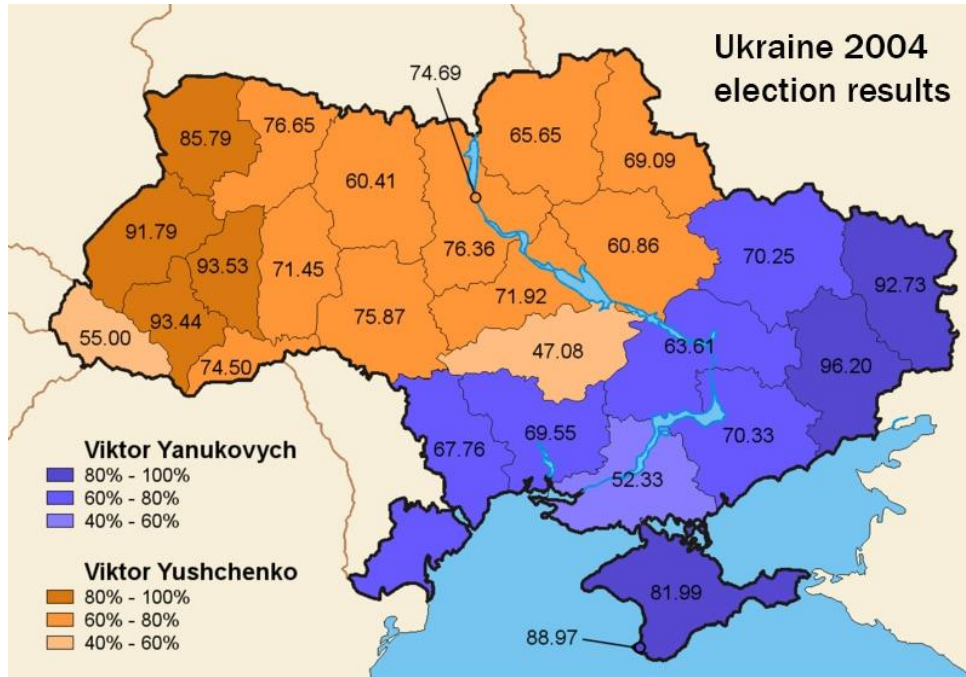 Ukraine 2004
election results
74.69
85.79
76.65
65.65
60.41
69.09
91.79
93.53
71.45
76.36
60.86
70.25
92.73
93.44
75.87
71.92
55.00
74.50
47.08
63.61
96.20
67.76
69.55
70.33
52.33
81.99
88.97
Viktor Yanukovych
80% - 100%
60% - 80%
40% - 60%
Viktor Yushchenko
80% - 100%
60% - 80%
40% - 60%